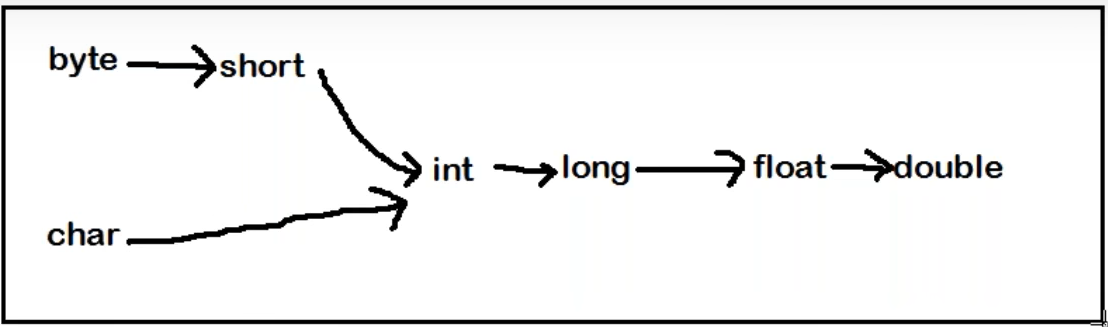 byte short
int long float double
char